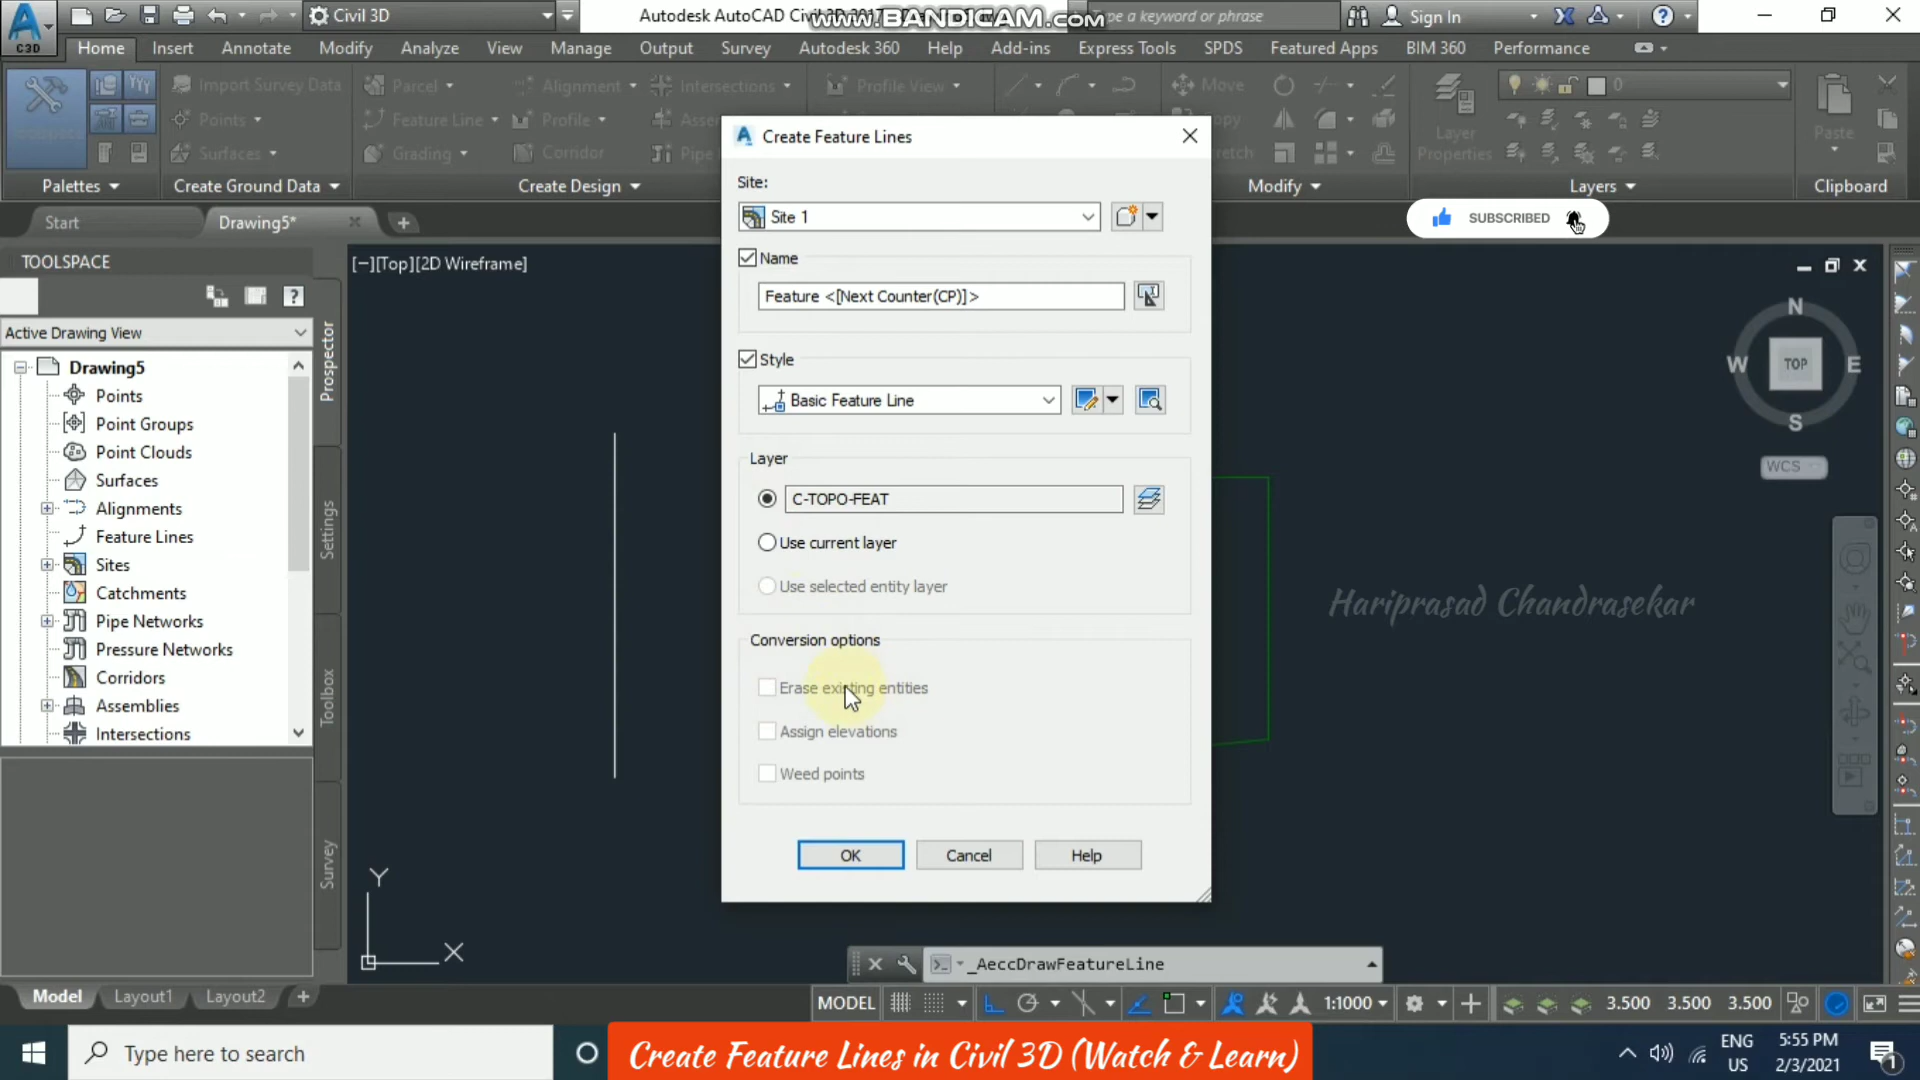 Civil 3D
Autodesk AutoCAD Civil 3D 2017
www.BANDICAM.com
Type a keyword or phrase
Sign In
C3D
Home Insert Annotate Modify Analyze View Manage Output Survey Autodesk 360 Help Add-ins Express Tools SPDS Featured Apps BIM 360 Performance
Import Survey Data
Points
Surfaces
Parcel
Feature Line
Grading
Alignment
Profile
Corridor
Intersections
Profile View
Move
Layer
Properties
0
Paste
Palettes
Create Ground Data
Create Design
Modify
Layers
Clipboard
Start
Drawing5*
SUBSCRIBED
TOOLSPACE
Active Drawing View
Drawing5
Points
Point Groups
Point Clouds
Surfaces
Alignments
Feature Lines
Sites
Catchments
Pipe Networks
Pressure Networks
Corridors
Assemblies
Intersections
Prospector
Settings
Toolbox
Survey
[−][Top][2D Wireframe]
Create Feature Lines
Site:
Site 1
Name
Feature <[Next Counter(CP)]>
Style
Basic Feature Line
Layer
C-TOPO-FEAT
Use current layer
Use selected entity layer
Conversion options
Erase existing entities
Assign elevations
Weed points
OK Cancel Help
N
W TOP E
S
WCS
Hariprasad Chandrasekar
Y
X
_AeccDrawFeatureLine
Model Layout1 Layout2
MODEL
1:1000
3.500 3.500 3.500
Type here to search
Create Feature Lines in Civil 3D (Watch & Learn)
ENG
US
5:55 PM
2/3/2021
1